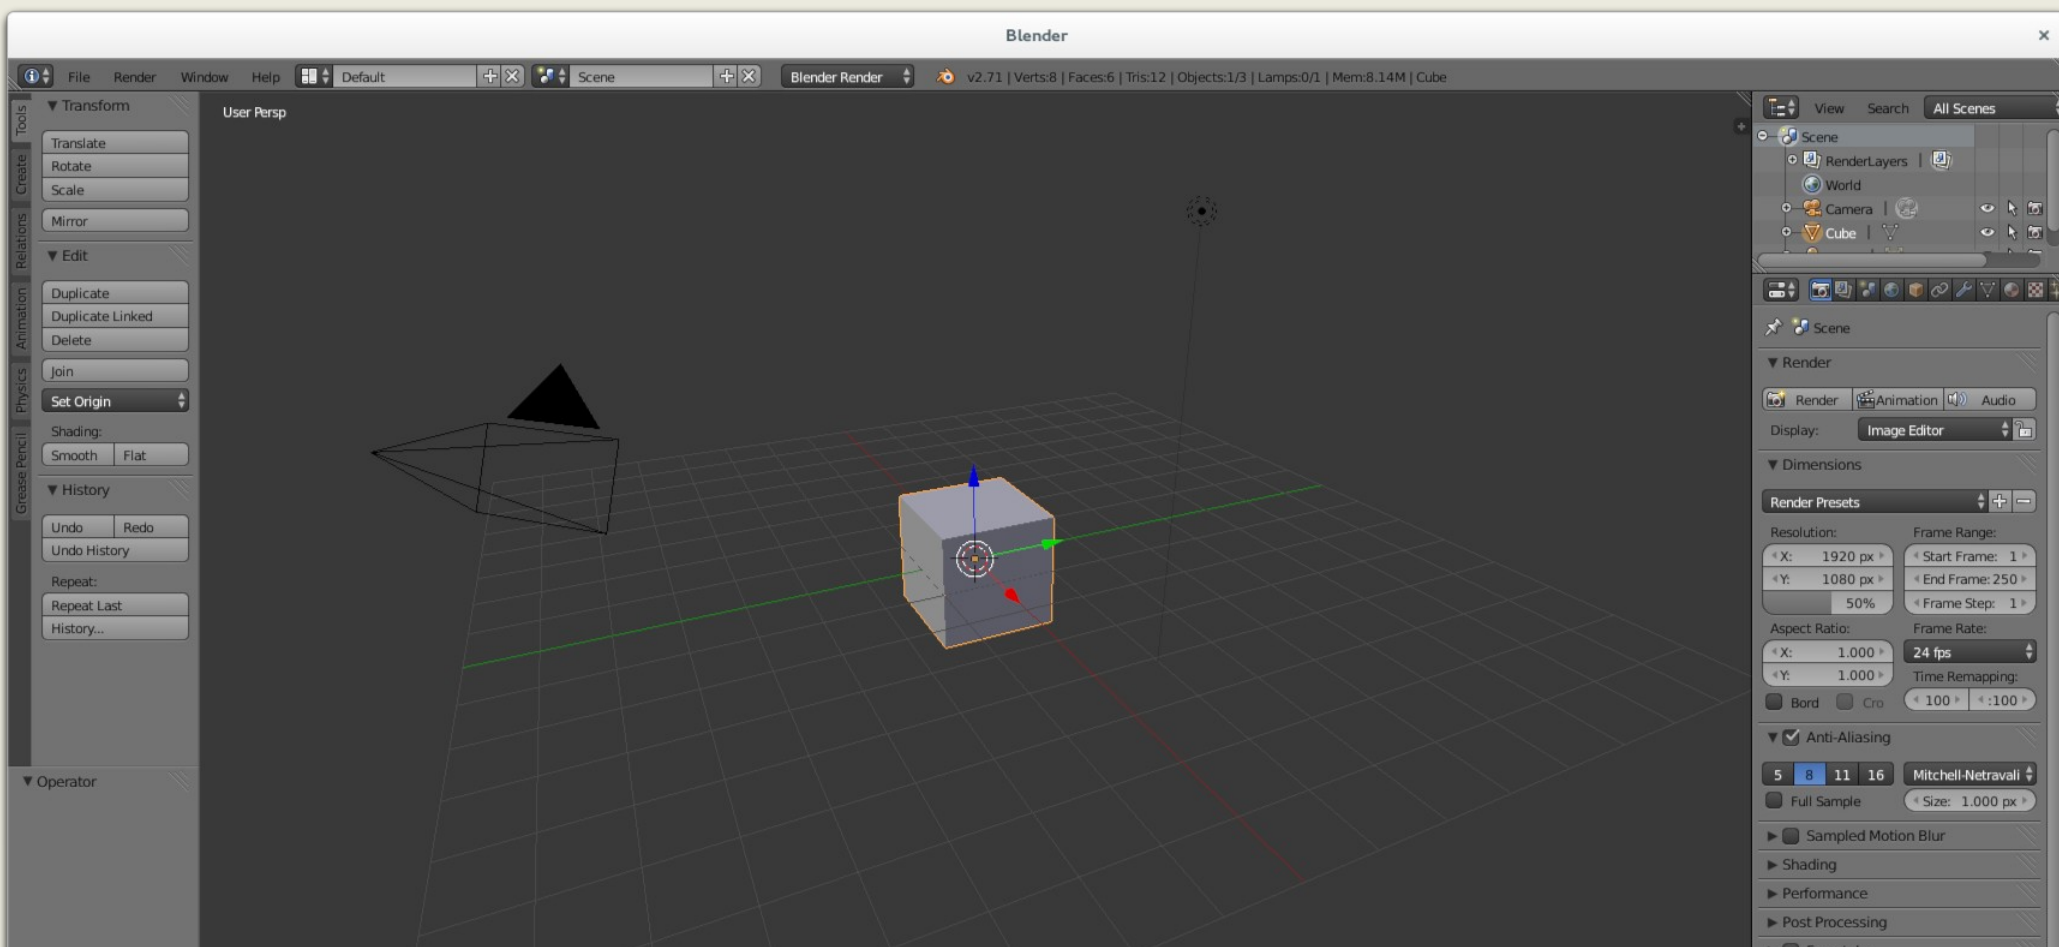 Blender
File Render Window Help Default Scene Blender Render v2.71 | Verts:8 | Faces:6 | Tris:12 | Objects:1/3 | Lamps:0/1 | Mem:8.14M | Cube
Tools
Create
Relations
Animation
Physics
Grease Pencil
Transform
Translate
Rotate
Scale
Mirror
Edit
Duplicate
Duplicate Linked
Delete
Join
Set Origin
Shading:
Smooth Flat
History
Undo Redo
Undo History
Repeat:
Repeat Last
History...
Operator
User Persp
View Search All Scenes
Scene
RenderLayers |
World
Camera |
Cube |
Scene
Render
Render Animation Audio
Display: Image Editor
Dimensions
Render Presets
Resolution: Frame Range:
X: 1920 px Start Frame: 1
Y: 1080 px End Frame: 250
50% Frame Step: 1
Aspect Ratio: Frame Rate:
X: 1.000 24 fps
Y: 1.000 Time Remapping:
Bord Cro 100 :100
Anti-Aliasing
5 8 11 16 Mitchell-Netravali
Full Sample Size: 1.000 px
Sampled Motion Blur
Shading
Performance
Post Processing